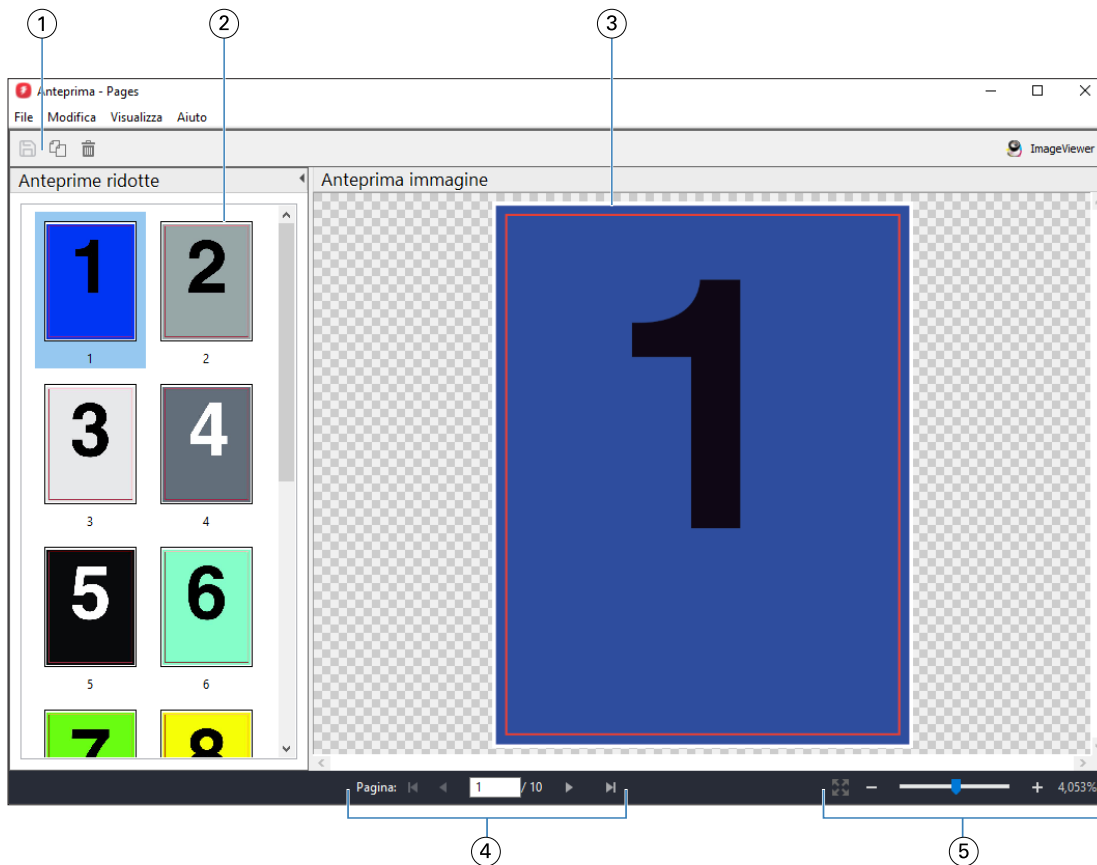 1 2 3
Anteprima - Pages
File Modifica Visualizza Aiuto
ImageViewer
Anteprime ridotte
Anteprima immagine
1 2
1 2
3 4
3 4
5 6
5 6
7 8
1
Pagina: 1 / 10
4,053%
4 5